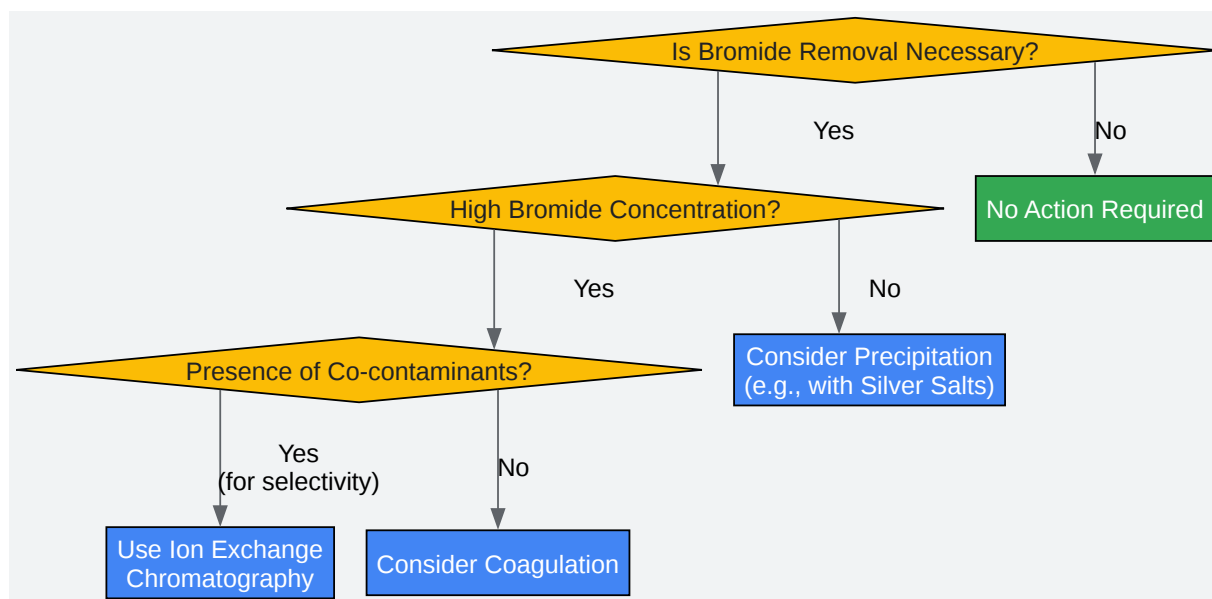 Is Bromide Removal Necessary?
Yes
No
High Bromide Concentration?
No Action Required
Yes
No
Presence of Co-contaminants?
Consider Precipitation
(e.g., with Silver Salts)
Yes
(for selectivity)
No
Use Ion Exchange
Chromatography
Consider Coagulation